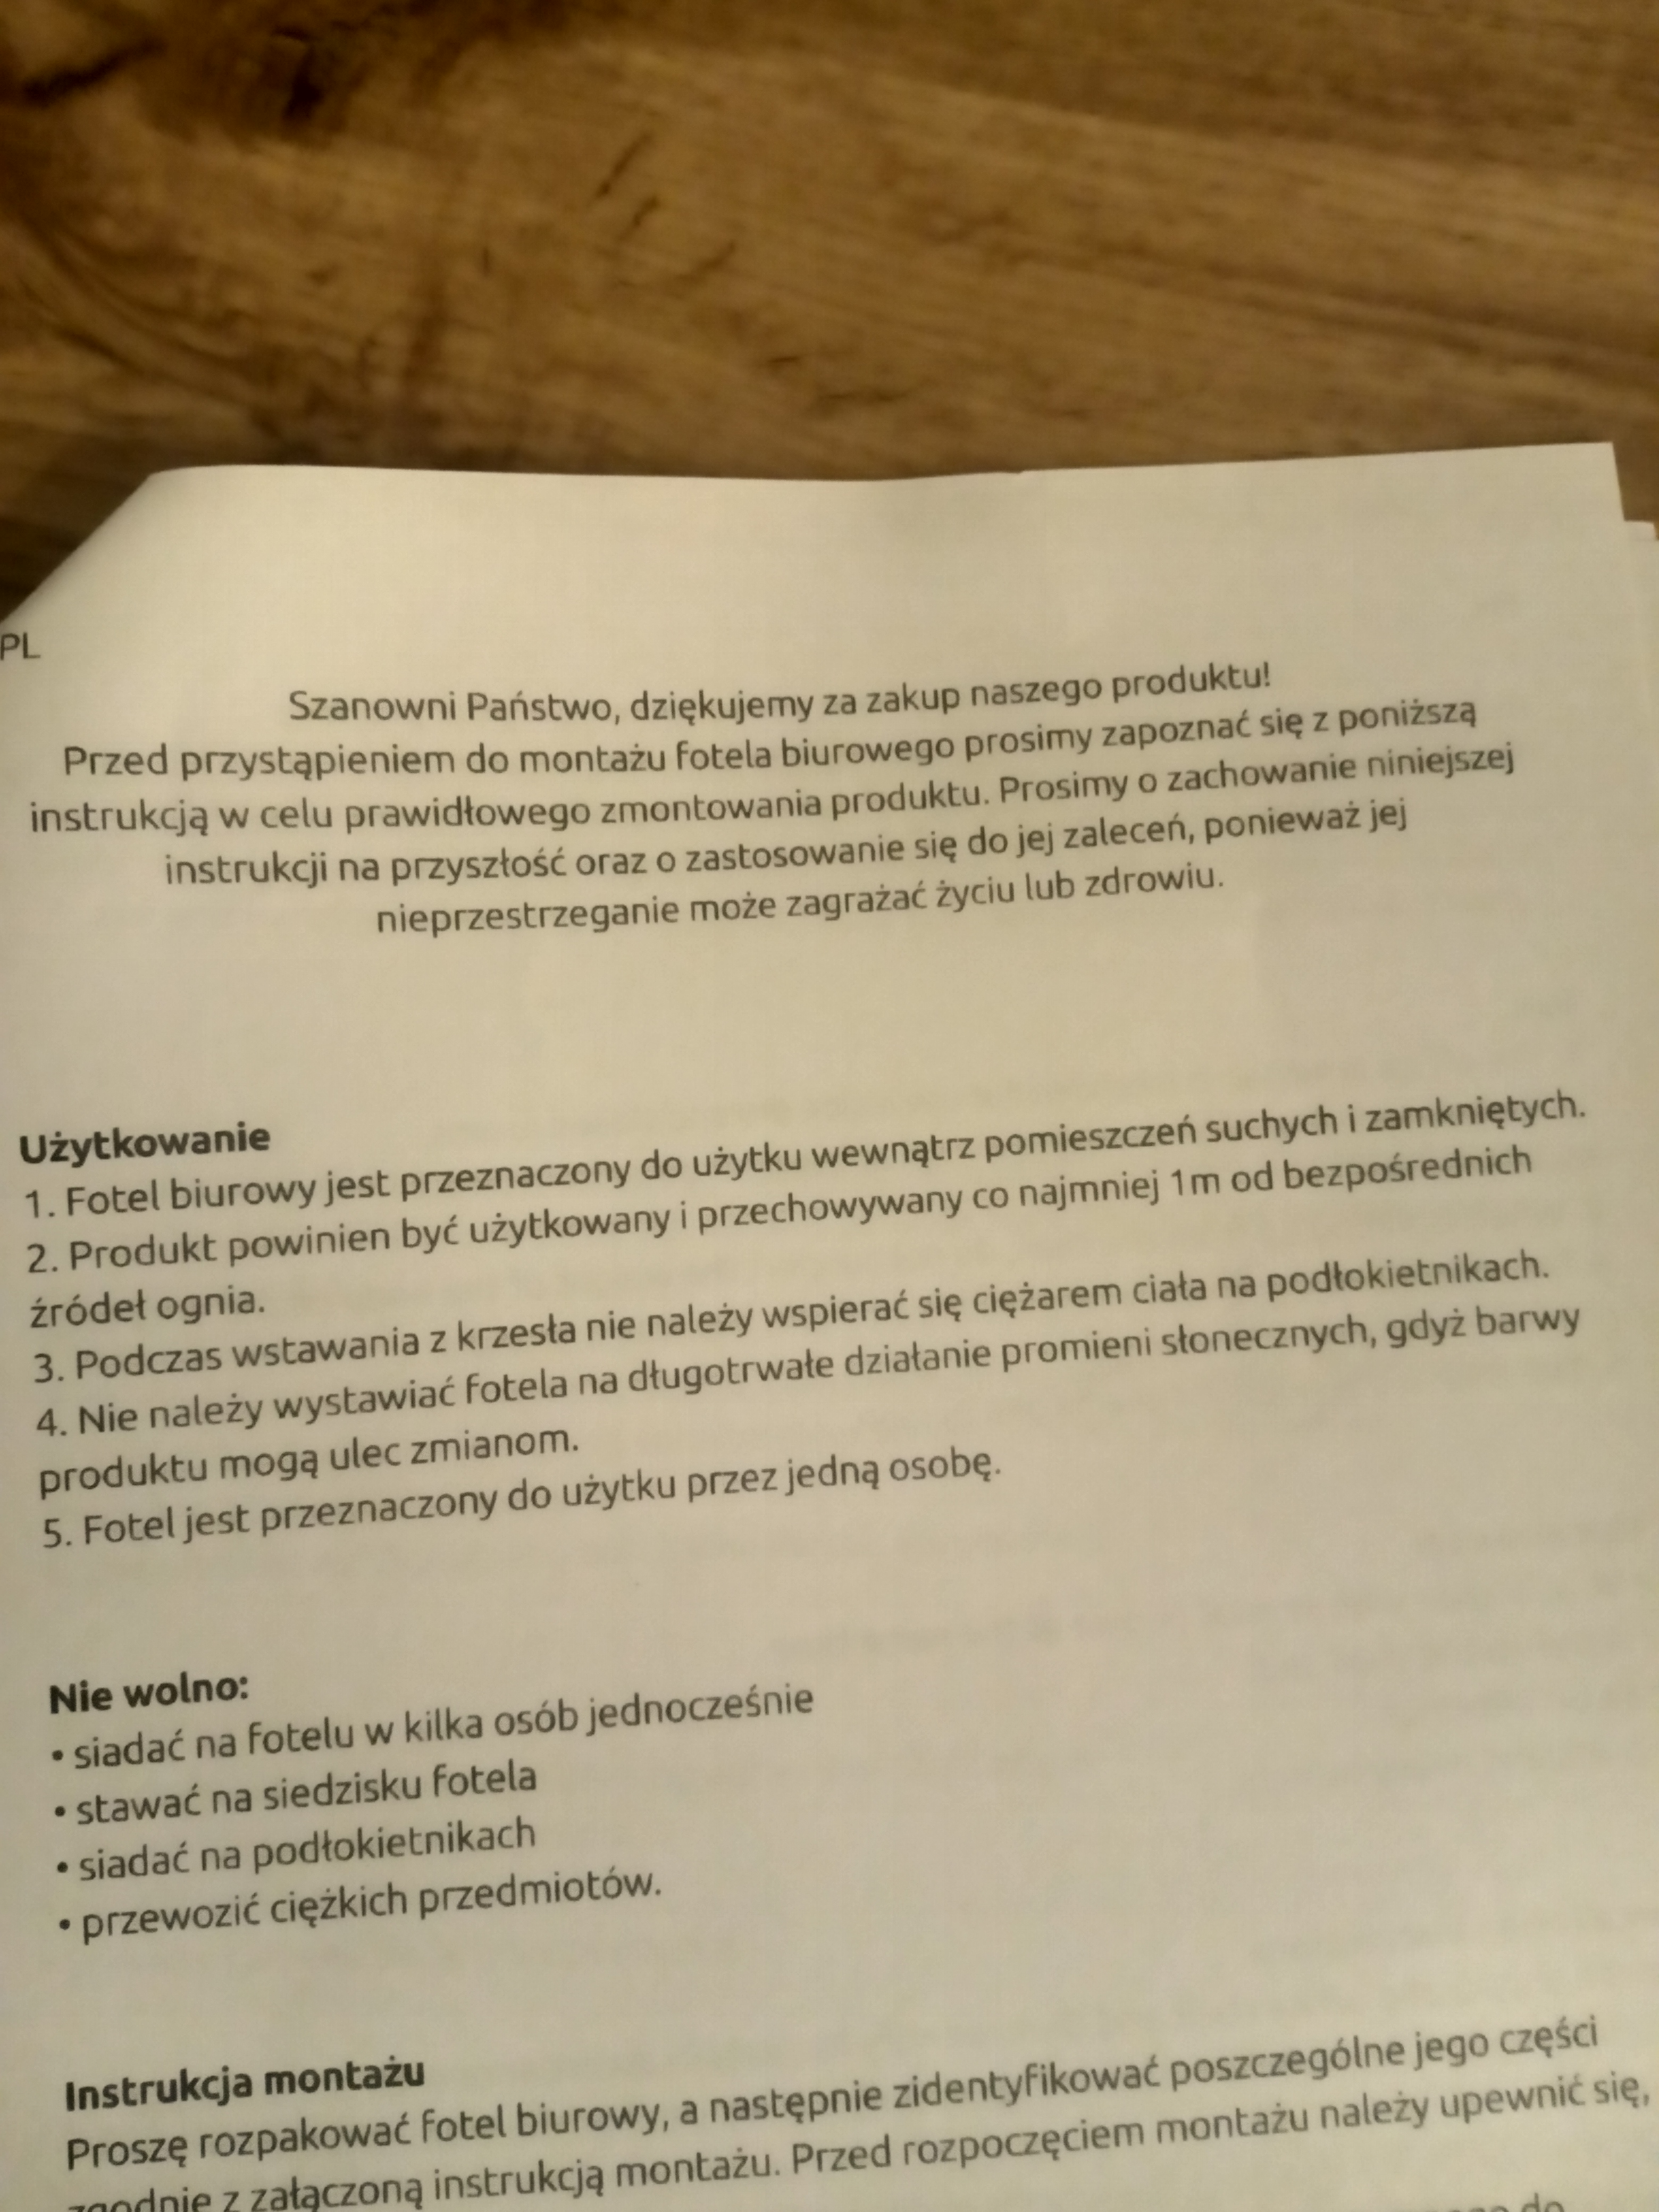 PL
Szanowni Państwo, dziękujemy za zakup naszego produktu!
Przed przystąpieniem do montażu fotela biurowego prosimy zapoznać się z poniższą
instrukcją w celu prawidłowego zmontowania produktu. Prosimy o zachowanie niniejszej
instrukcji na przyszłość oraz o zastosowanie się do jej zaleceń, ponieważ jej
nieprzestrzeganie może zagrażać życiu lub zdrowiu.
Użytkowanie
1. Fotel biurowy jest przeznaczony do użytku wewnątrz pomieszczeń suchych i zamkniętych.
2. Produkt powinien być użytkowany i przechowywany co najmniej 1m od bezpośrednich
źródeł ognia.
3. Podczas wstawania z krzesła nie należy wspierać się ciężarem ciała na podłokietnikach.
4. Nie należy wystawiać fotela na długotrwałe działanie promieni słonecznych, gdyż barwy
produktu mogą ulec zmianom.
5. Fotel jest przeznaczony do użytku przez jedną osobę.
Nie wolno:
• siadać na fotelu w kilka osób jednocześnie
• stawać na siedzisku fotela
• siadać na podłokietnikach
• przewozić ciężkich przedmiotów.
Instrukcja montażu
Proszę rozpakować fotel biurowy, a następnie zidentyfikować poszczególne jego części
zgodnie z załączoną instrukcją montażu. Przed rozpoczęciem montażu należy upewnić się,
do